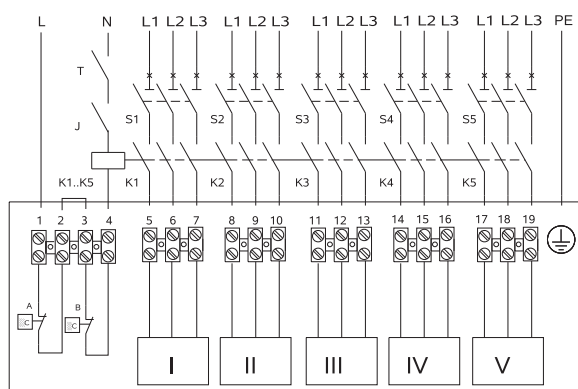 L N L1 L2 L3 L1 L2 L3 L1 L2 L3 L1 L2 L3 L1 L2 L3 PE
T
S1 S2 S3 S4 S5
J
K1..K5 K1 K2 K3 K4 K5
1 2 3 4 5 6 7 8 9 10 11 12 13 14 15 16 17 18 19
A B
C C
I II III IV V